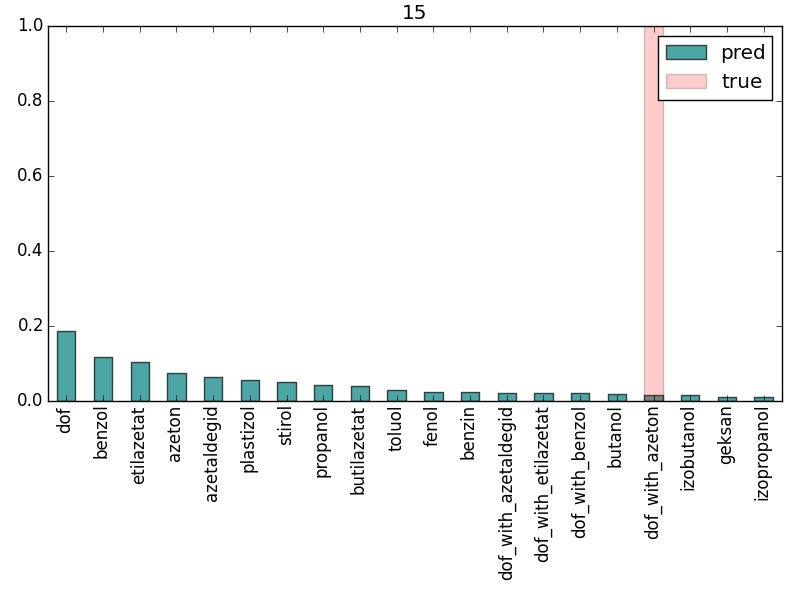 15
1.0
0.8
0.6
0.4
0.2
0.0
pred
true
dof
benzol
etilazetat
azeton
azetaldegid
plastizol
stirol
propanol
butilazetat
toluol
fenol
benzin
dof_with_azetaldegid
dof_with_etilazetat
dof_with_benzol
butanol
dof_with_azeton
izobutanol
geksan
izopropanol